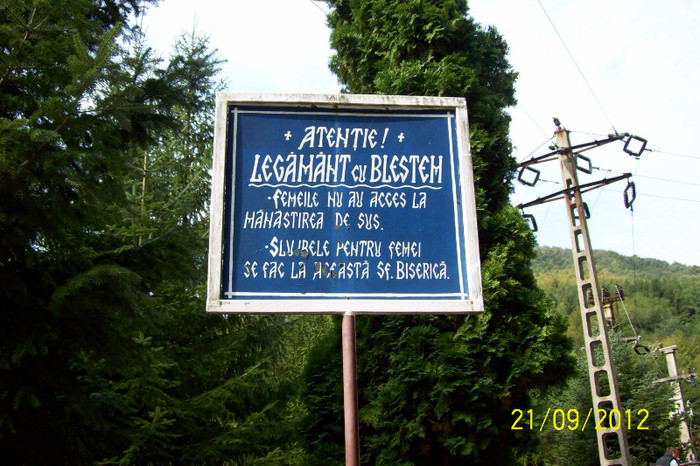 + ATENȚIE! +
LEGĂMÂNT CU BLESTEM
·FEMEILE NU AU ACCES LA
MÂNĂSTIREA DE SUS.
·SLUJBELE PENTRU FEMEI
SE FAC LA ACEASTĂ SF. BISERICĂ.
21/09/2012